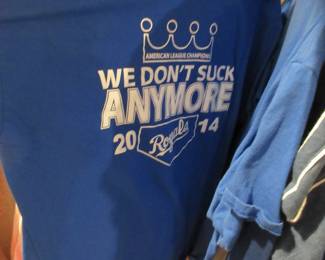 AMERICAN LEAGUE CHAMPIONS
WE DON'T SUCK
ANYMORE
20 Royals 14